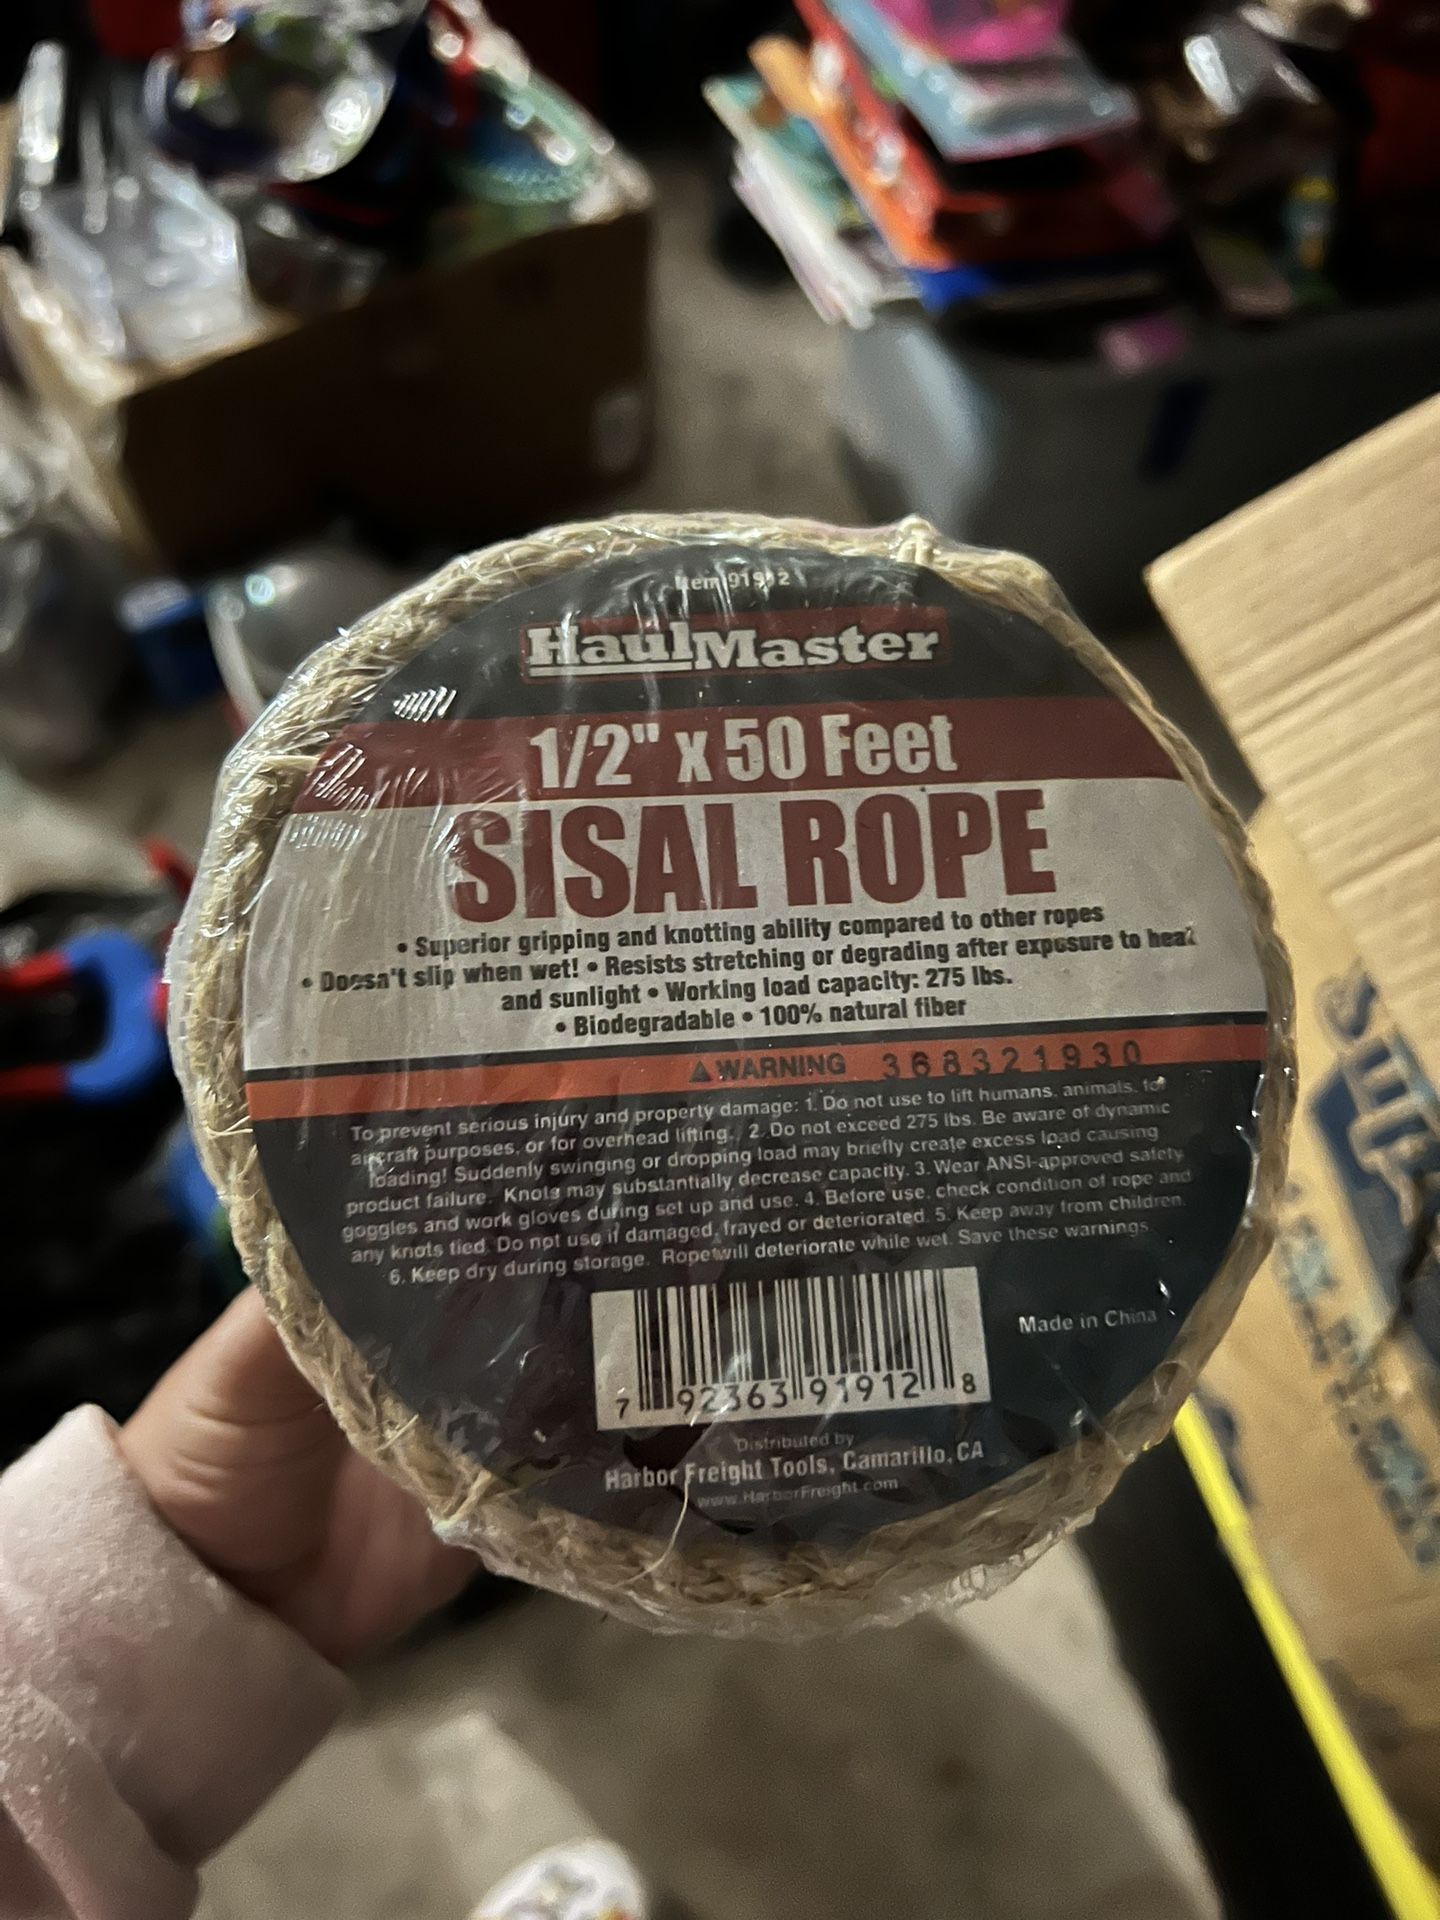 Item 91912
HaulMaster
1/2" x 50 Feet
SISAL ROPE
• Superior gripping and knotting ability compared to other ropes
• Doesn't slip when wet! • Resists stretching or degrading after exposure to heat
and sunlight • Working load capacity: 275 lbs.
• Biodegradable • 100% natural fiber
⚠ WARNING 368321930
To prevent serious injury and property damage: 1. Do not use to lift humans, animals, for
aircraft purposes, or for overhead lifting. 2. Do not exceed 275 lbs. Be aware of dynamic
loading! Suddenly swinging or dropping load may briefly create excess load causing
product failure. Knots may substantially decrease capacity. 3. Wear ANSI-approved safety
goggles and work gloves during set up and use. 4. Before use, check condition of rope and
any knots tied. Do not use if damaged, frayed or deteriorated. 5. Keep away from children.
6. Keep dry during storage. Rope will deteriorate while wet. Save these warnings.
Made in China
7 92363 91912 8
Distributed by
Harbor Freight Tools, Camarillo, CA
www.HarborFreight.com